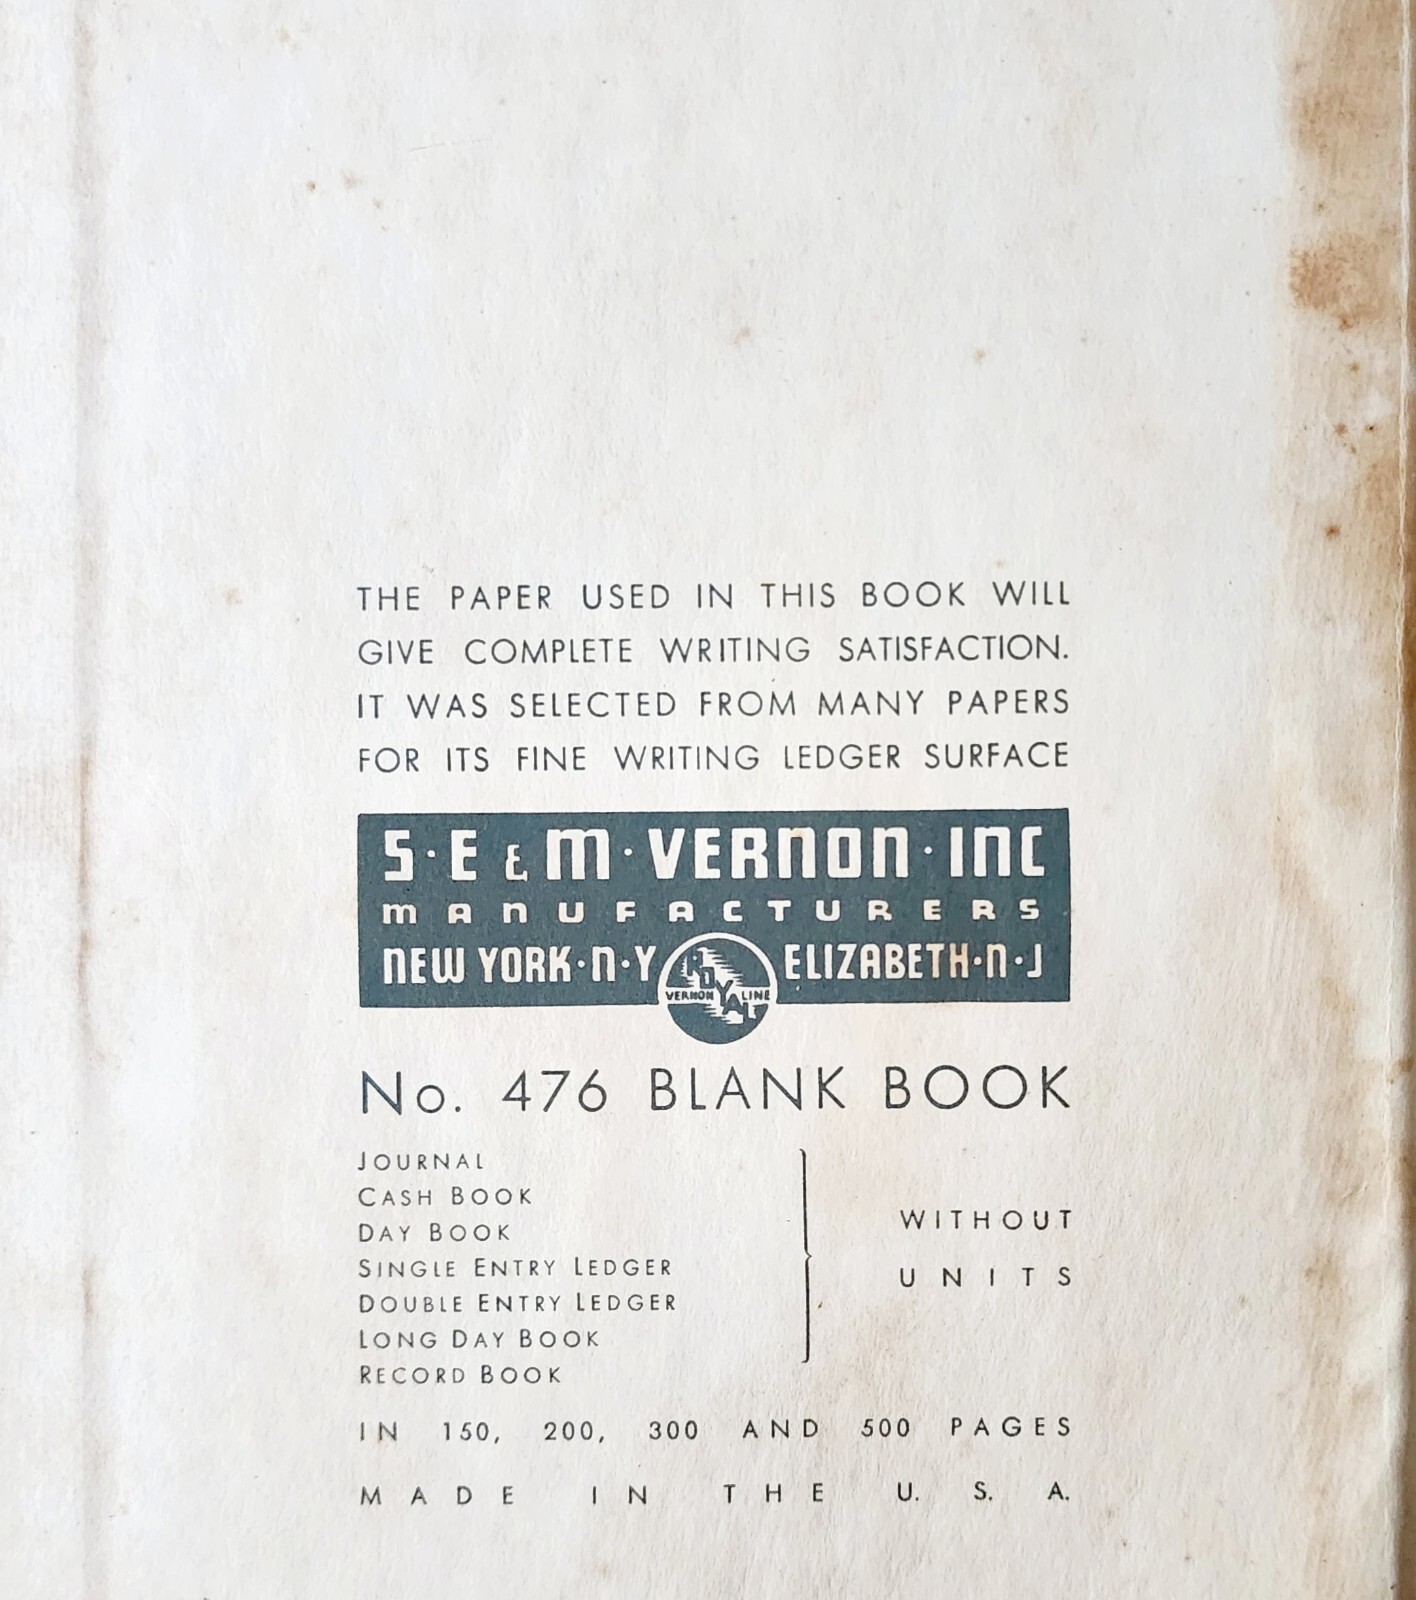 THE PAPER USED IN THIS BOOK WILL
GIVE COMPLETE WRITING SATISFACTION.
IT WAS SELECTED FROM MANY PAPERS
FOR ITS FINE WRITING LEDGER SURFACE
S·E & M·VERNON·INC
MANUFACTURERS
NEW YORK·N·Y ELIZABETH·N·J
LOYAL
VERNON LINE
No. 476 BLANK BOOK
JOURNAL
CASH BOOK
DAY BOOK
SINGLE ENTRY LEDGER
DOUBLE ENTRY LEDGER
LONG DAY BOOK
RECORD BOOK
WITHOUT
UNITS
IN 150, 200, 300 AND 500 PAGES
MADE IN THE U. S. A.